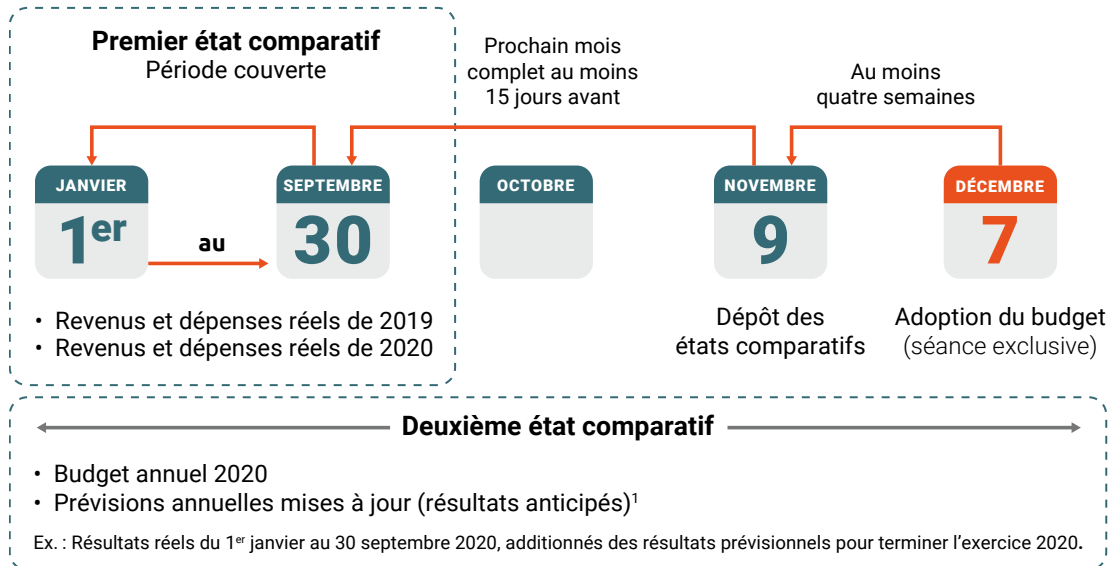 Premier état comparatif
Période couverte
Prochain mois
complet au moins
15 jours avant
Au moins
quatre semaines
JANVIER
1er
au
SEPTEMBRE
30
OCTOBRE
NOVEMBRE
9
DÉCEMBRE
7
• Revenus et dépenses réels de 2019
• Revenus et dépenses réels de 2020
Dépôt des
états comparatifs
Adoption du budget
(séance exclusive)
Deuxième état comparatif
• Budget annuel 2020
• Prévisions annuelles mises à jour (résultats anticipés)1
Ex. : Résultats réels du 1er janvier au 30 septembre 2020, additionnés des résultats prévisionnels pour terminer l’exercice 2020.